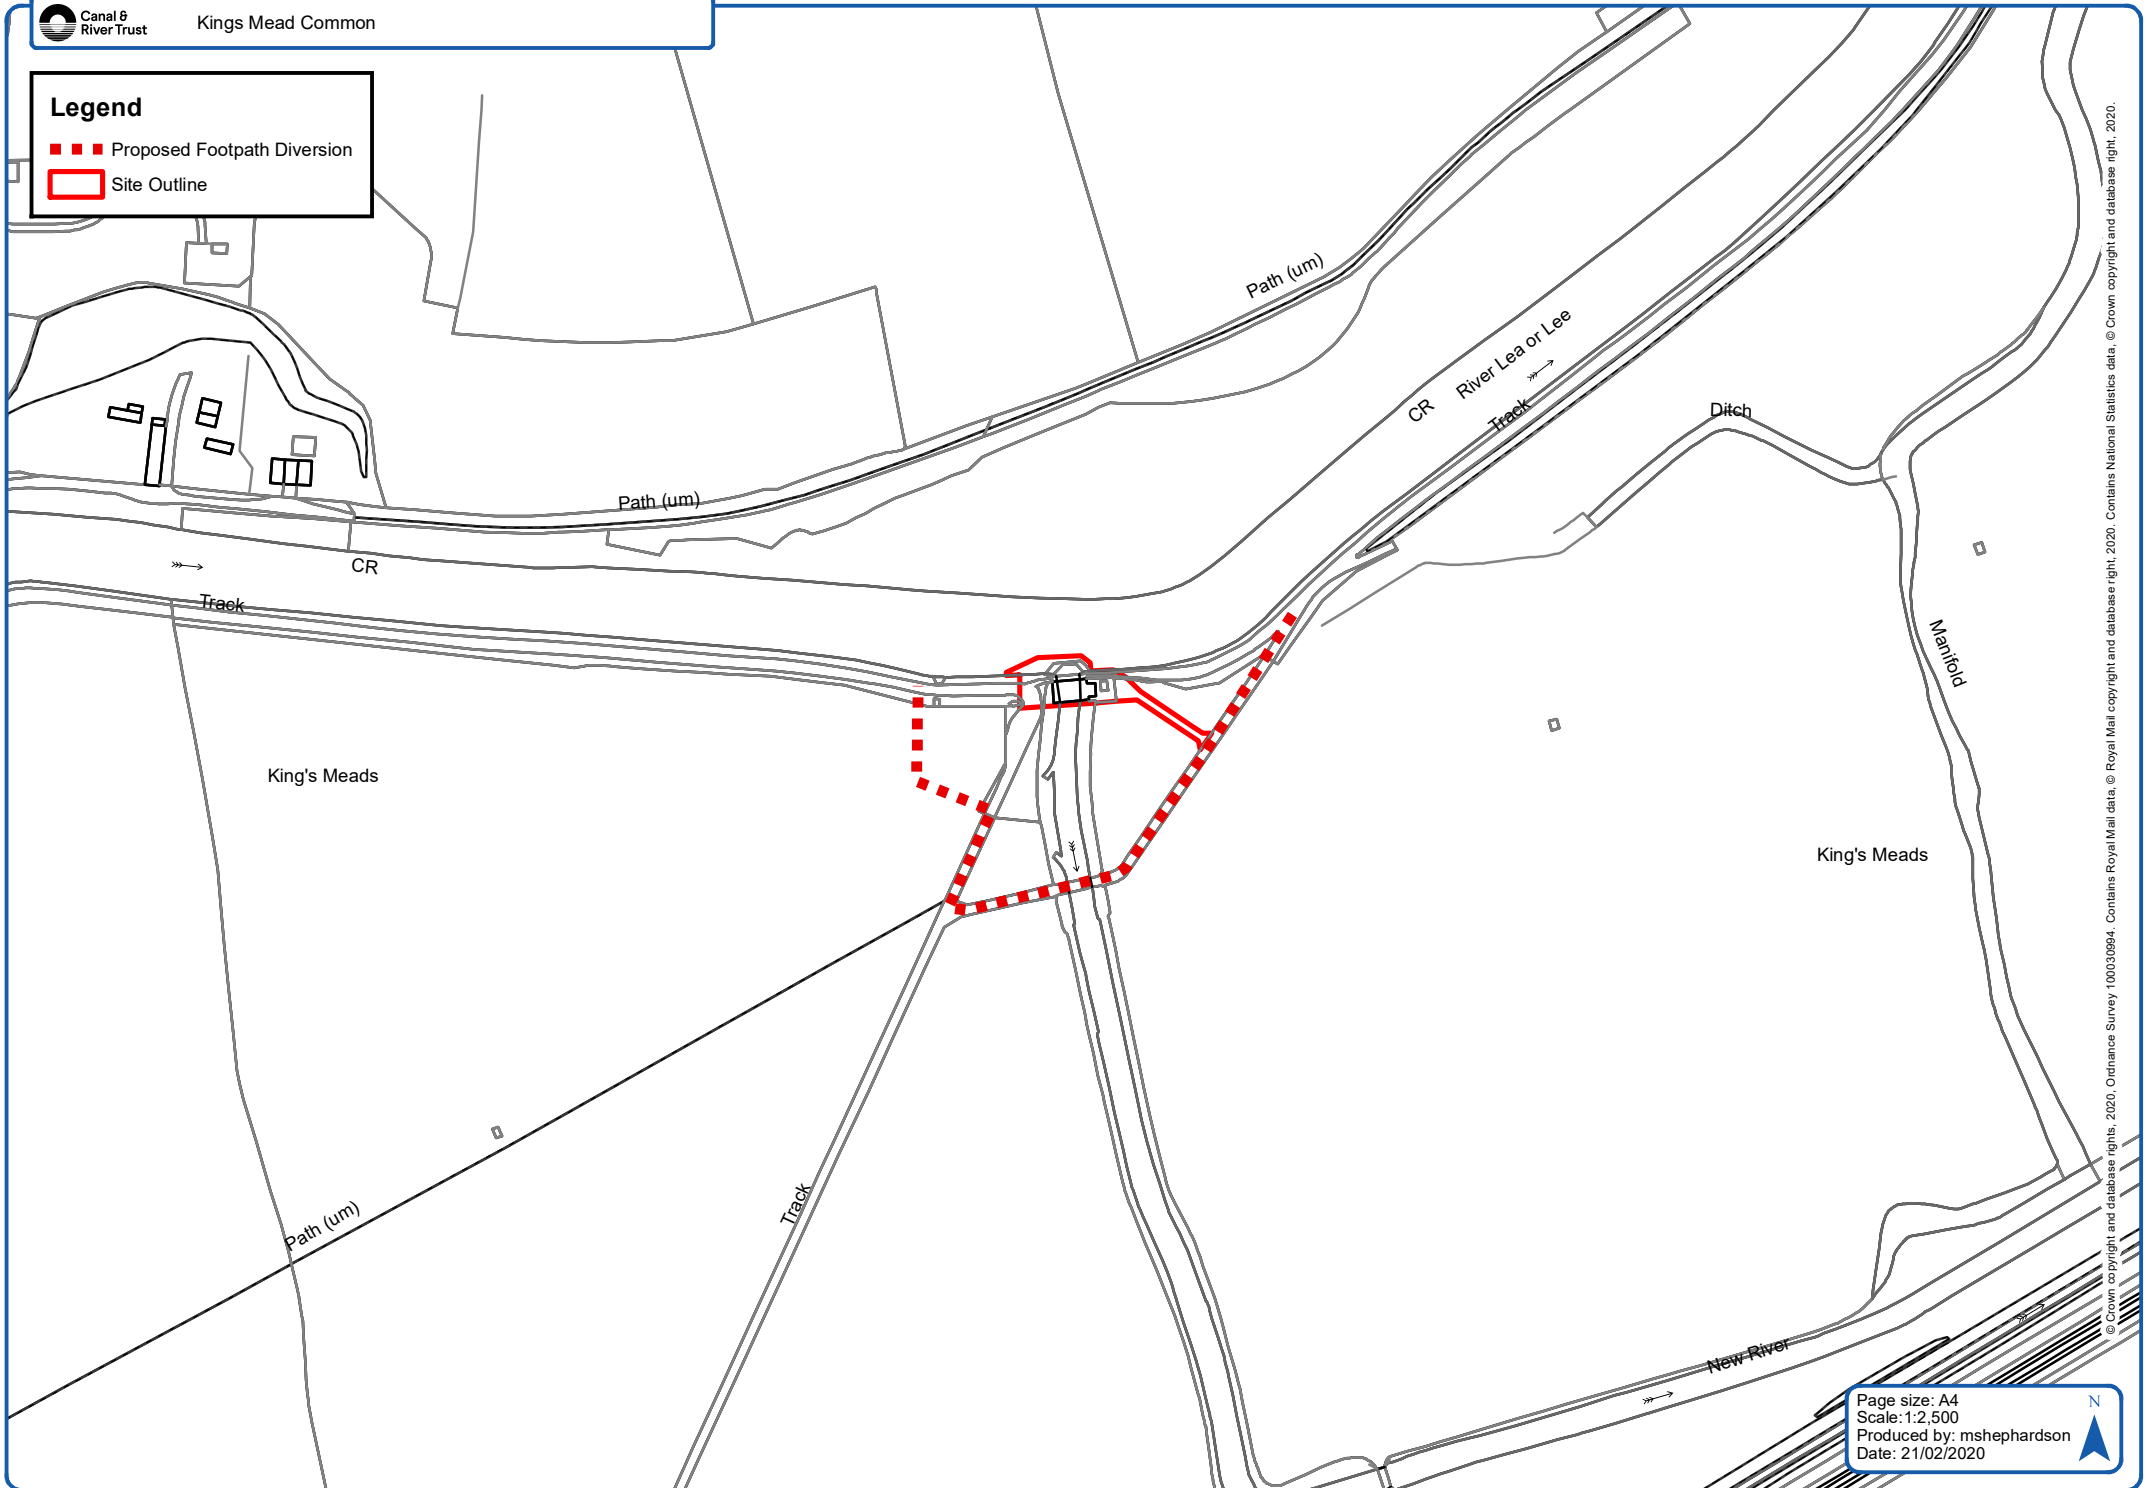 Canal &
River Trust
Kings Mead Common
Legend
Proposed Footpath Diversion
Site Outline
Path (um)
River Lea or Lee
CR
Track
Ditch
Path (um)
CR
Track
Manifold
King's Meads
King's Meads
Path (um)
Track
New River
© Crown copyright and database rights, 2020, Ordnance Survey 100030994. Contains Royal Mail data, © Royal Mail copyright and database right, 2020. Contains National Statistics data, © Crown copyright and database right, 2020.
Page size: A4
Scale:1:2,500
Produced by: mshephardson
Date: 21/02/2020
N